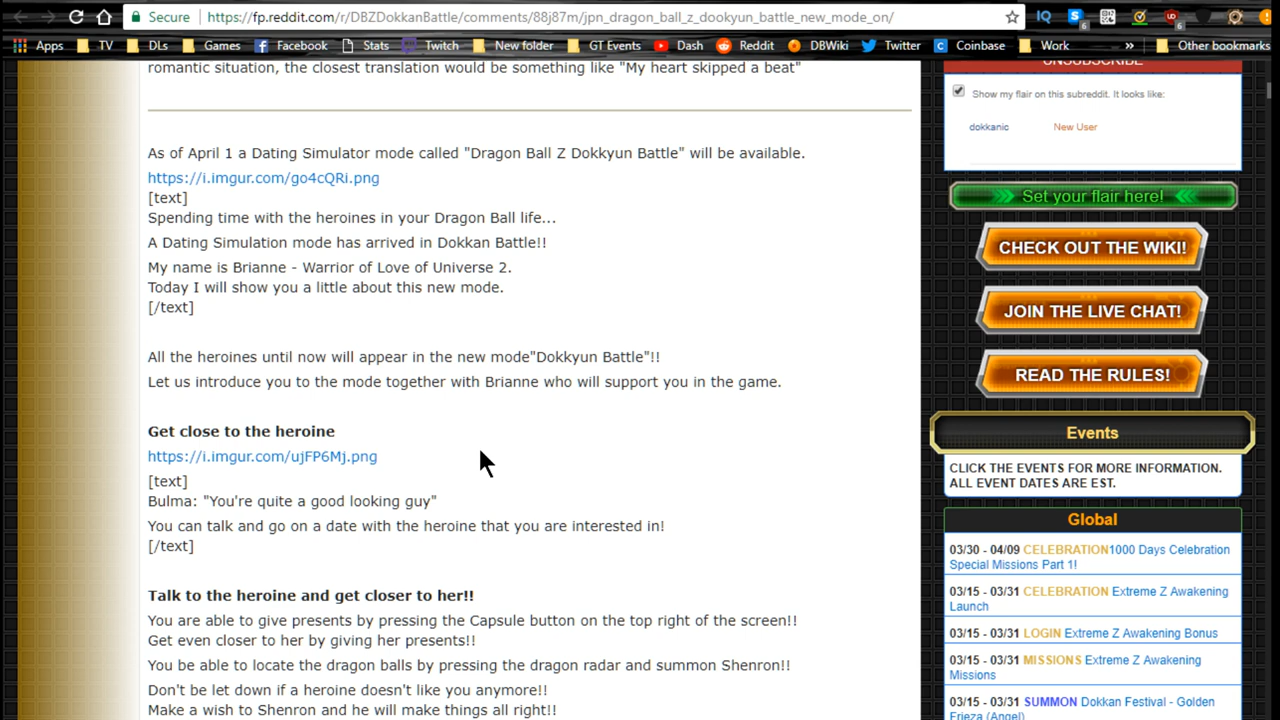 Secure
https://fp.reddit.com/r/DBZDokkanBattle/comments/88j87m/jpn_dragon_ball_z_dookyun_battle_new_mode_on/
Apps TV DLs Games Facebook Stats Twitch New folder GT Events Dash Reddit DBWiki Twitter Coinbase Work » Other bookmarks
romantic situation, the closest translation would be something like "My heart skipped a beat"
As of April 1 a Dating Simulator mode called "Dragon Ball Z Dokkyun Battle" will be available.
https://i.imgur.com/go4cQRi.png
[text]
Spending time with the heroines in your Dragon Ball life...
A Dating Simulation mode has arrived in Dokkan Battle!!
My name is Brianne - Warrior of Love of Universe 2.
Today I will show you a little about this new mode.
[/text]
All the heroines until now will appear in the new mode"Dokkyun Battle"!!
Let us introduce you to the mode together with Brianne who will support you in the game.
Get close to the heroine
https://i.imgur.com/ujFP6Mj.png
[text]
Bulma: "You're quite a good looking guy"
You can talk and go on a date with the heroine that you are interested in!
[/text]
Talk to the heroine and get closer to her!!
You are able to give presents by pressing the Capsule button on the top right of the screen!!
Get even closer to her by giving her presents!!
You be able to locate the dragon balls by pressing the dragon radar and summon Shenron!!
Don't be let down if a heroine doesn't like you anymore!!
Make a wish to Shenron and He will make things all right!!
UNSUBSCRIBE
Show my flair on this subreddit. It looks like:
dokkanic New User
Set your flair here!
CHECK OUT THE WIKI!
JOIN THE LIVE CHAT!
READ THE RULES!
Events
CLICK THE EVENTS FOR MORE INFORMATION.
ALL EVENT DATES ARE EST.
Global
03/30 - 04/09 CELEBRATION1000 Days Celebration
Special Missions Part 1!
03/15 - 03/31 CELEBRATION Extreme Z Awakening
Launch
03/15 - 03/31 LOGIN Extreme Z Awakening Bonus
03/15 - 03/31 MISSIONS Extreme Z Awakening
Missions
03/15 - 03/31 SUMMON Dokkan Festival - Golden
Frieza (Angel)